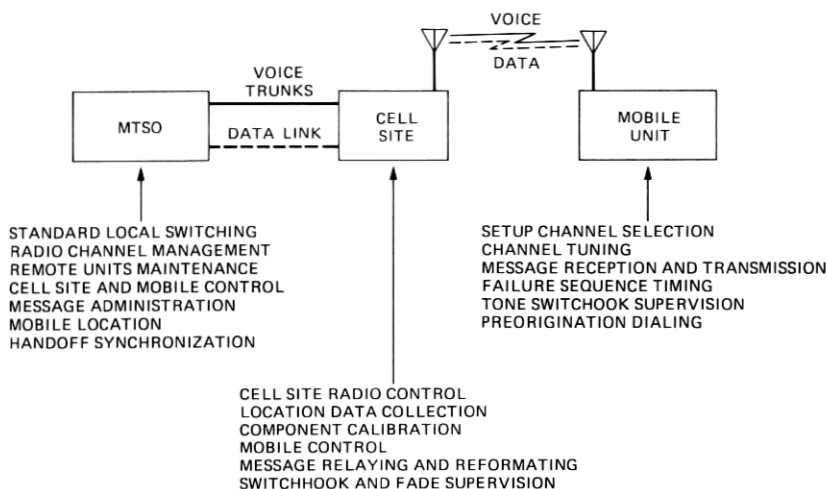 VOICE
DATA
VOICE
TRUNKS
DATA LINK
MTSO
CELL
SITE
MOBILE
UNIT
STANDARD LOCAL SWITCHING
RADIO CHANNEL MANAGEMENT
REMOTE UNITS MAINTENANCE
CELL SITE AND MOBILE CONTROL
MESSAGE ADMINISTRATION
MOBILE LOCATION
HANDOFF SYNCHRONIZATION
SETUP CHANNEL SELECTION
CHANNEL TUNING
MESSAGE RECEPTION AND TRANSMISSION
FAILURE SEQUENCE TIMING
TONE SWITCHOOK SUPERVISION
PREORIGINATION DIALING
CELL SITE RADIO CONTROL
LOCATION DATA COLLECTION
COMPONENT CALIBRATION
MOBILE CONTROL
MESSAGE RELAYING AND REFORMATING
SWITCHHOOK AND FADE SUPERVISION